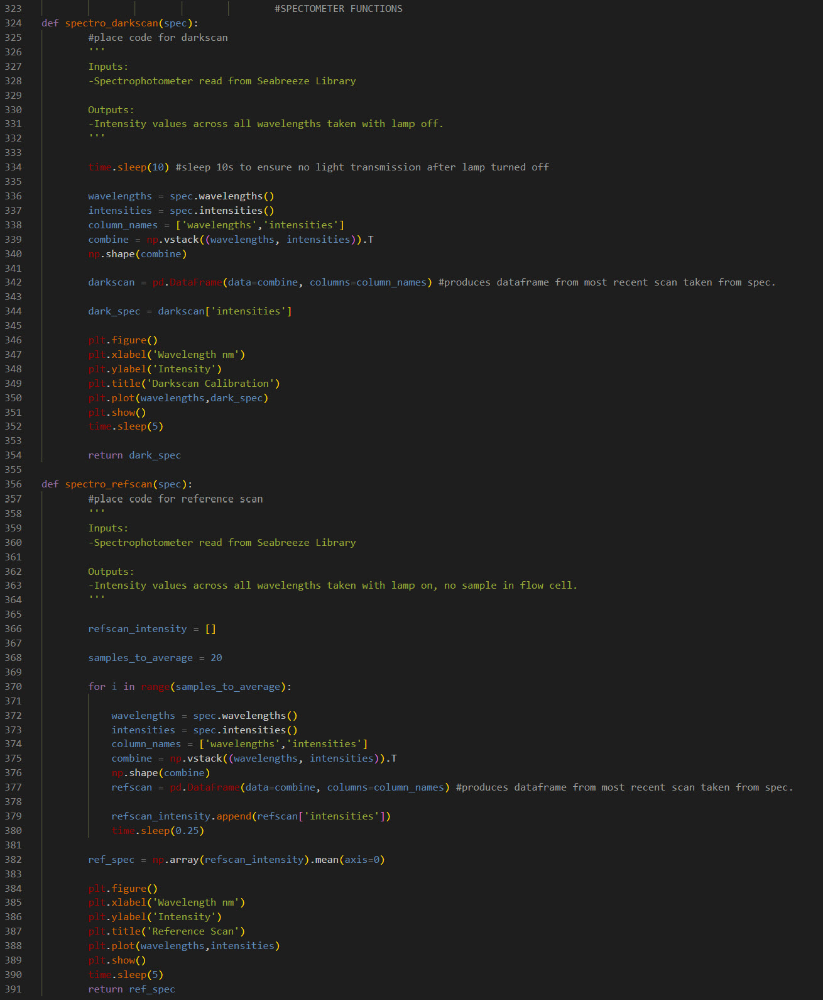 323 #SPECTOMETER FUNCTIONS
324 def spectro_darkscan(spec):
325 #place code for darkscan
326 '''
327 Inputs:
328 -Spectrophotometer read from Seabreeze Library
329
330 Outputs:
331 -Intensity values across all wavelengths taken with lamp off.
332 '''
333
334 time.sleep(10) #sleep 10s to ensure no light transmission after lamp turned off
335
336 wavelengths = spec.wavelengths()
337 intensities = spec.intensities()
338 column_names = ['wavelengths','intensities']
339 combine = np.vstack((wavelengths, intensities)).T
340 np.shape(combine)
341
342 darkscan = pd.DataFrame(data=combine, columns=column_names) #produces dataframe from most recent scan taken from spec.
343
344 dark_spec = darkscan['intensities']
345
346 plt.figure()
347 plt.xlabel('Wavelength nm')
348 plt.ylabel('Intensity')
349 plt.title('Darkscan Calibration')
350 plt.plot(wavelengths,dark_spec)
351 plt.show()
352 time.sleep(5)
353
354 return dark_spec
355
356 def spectro_refscan(spec):
357 #place code for reference scan
358 '''
359 Inputs:
360 -Spectrophotometer read from Seabreeze Library
361
362 Outputs:
363 -Intensity values across all wavelengths taken with lamp on, no sample in flow cell.
364 '''
365
366 refscan_intensity = []
367
368 samples_to_average = 20
369
370 for i in range(samples_to_average):
371
372 wavelengths = spec.wavelengths()
373 intensities = spec.intensities()
374 column_names = ['wavelengths','intensities']
375 combine = np.vstack((wavelengths, intensities)).T
376 np.shape(combine)
377 refscan = pd.DataFrame(data=combine, columns=column_names) #produces dataframe from most recent scan taken from spec.
378
379 refscan_intensity.append(refscan['intensities'])
380 time.sleep(0.25)
381
382 ref_spec = np.array(refscan_intensity).mean(axis=0)
383
384 plt.figure()
385 plt.xlabel('Wavelength nm')
386 plt.ylabel('Intensity')
387 plt.title('Reference Scan')
388 plt.plot(wavelengths,intensities)
389 plt.show()
390 time.sleep(5)
391 return ref_spec